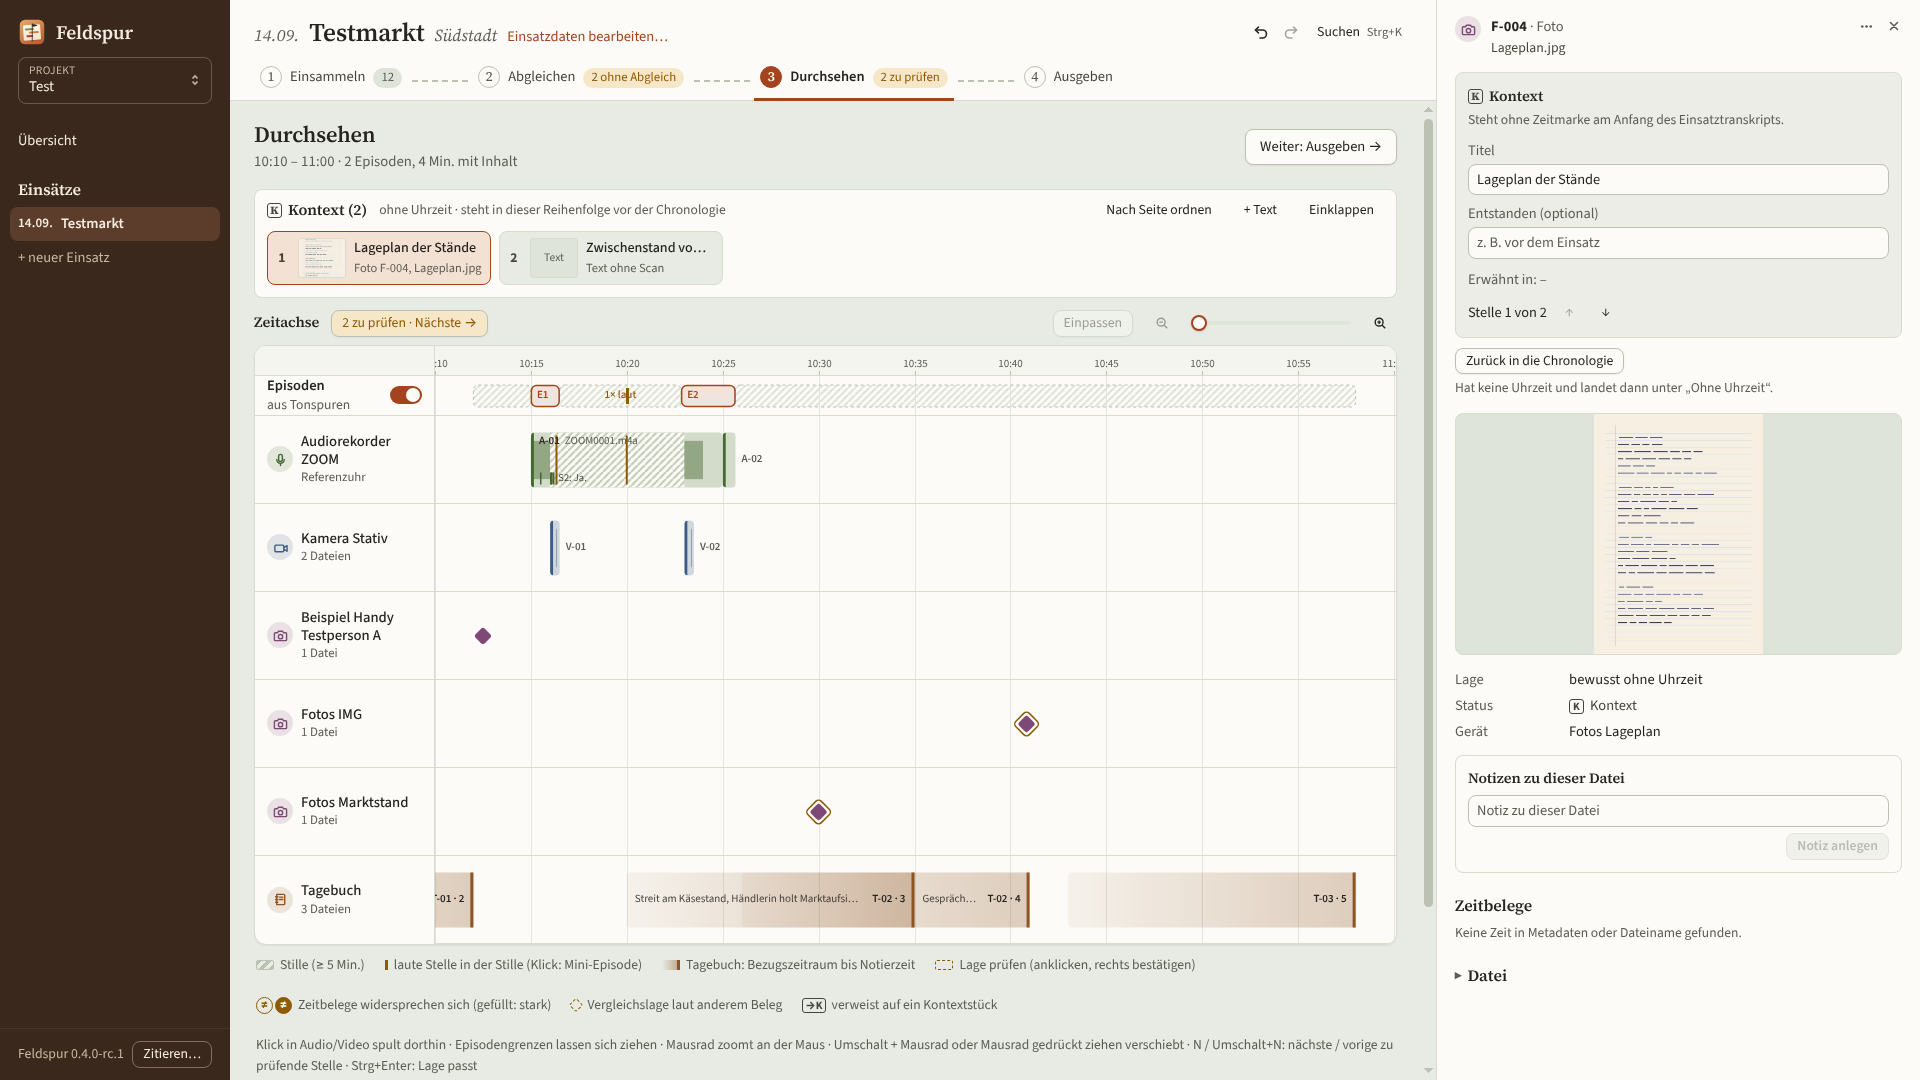 Feldspur
PROJEKT
Test
Übersicht
Einsätze
14.09. Testmarkt
+ neuer Einsatz
Feldspur 0.4.0-rc.1
Zitieren…
14.09. Testmarkt Südstadt Einsatzdaten bearbeiten…
Suchen Strg+K
1 Einsammeln 12
2 Abgleichen 2 ohne Abgleich
3 Durchsehen 2 zu prüfen
4 Ausgeben
Durchsehen
10:10 – 11:00 · 2 Episoden, 4 Min. mit Inhalt
Weiter: Ausgeben →
K Kontext (2) ohne Uhrzeit · steht in dieser Reihenfolge vor der Chronologie
Nach Seite ordnen
+ Text
Einklappen
1
Lageplan der Stände
Foto F-004, Lageplan.jpg
2
Text
Zwischenstand vo…
Text ohne Scan
Zeitachse
2 zu prüfen · Nächste →
Einpassen
:10 10:15 10:20 10:25 10:30 10:35 10:40 10:45 10:50 10:55 11:
Episoden
aus Tonspuren
E1
1× laut
E2
Audiorekorder
ZOOM
Referenzuhr
A-01 ZOOM0001.m4a
S2: Ja.
A-02
Kamera Stativ
2 Dateien
V-01
V-02
Beispiel Handy
Testperson A
1 Datei
Fotos IMG
1 Datei
Fotos Marktstand
1 Datei
Tagebuch
3 Dateien
T-01 · 2
Streit am Käsestand, Händlerin holt Marktaufsi… T-02 · 3
Gespräch… T-02 · 4
T-03 · 5
Stille (≥ 5 Min.)
laute Stelle in der Stille (Klick: Mini-Episode)
Tagebuch: Bezugszeitraum bis Notierzeit
Lage prüfen (anklicken, rechts bestätigen)
≠ ≠ Zeitbelege widersprechen sich (gefüllt: stark)
Vergleichslage laut anderem Beleg
→K verweist auf ein Kontextstück
Klick in Audio/Video spult dorthin · Episodengrenzen lassen sich ziehen · Mausrad zoomt an der Maus · Umschalt + Mausrad oder Mausrad gedrückt ziehen verschiebt · N / Umschalt+N: nächste / vorige zu
prüfende Stelle · Strg+Enter: Lage passt
F-004 · Foto
Lageplan.jpg
K Kontext
Steht ohne Zeitmarke am Anfang des Einsatztranskripts.
Titel
Lageplan der Stände
Entstanden (optional)
z. B. vor dem Einsatz
Erwähnt in: –
Stelle 1 von 2 ↑ ↓
Zurück in die Chronologie
Hat keine Uhrzeit und landet dann unter „Ohne Uhrzeit“.
Lage bewusst ohne Uhrzeit
Status K Kontext
Gerät Fotos Lageplan
Notizen zu dieser Datei
Notiz zu dieser Datei
Notiz anlegen
Zeitbelege
Keine Zeit in Metadaten oder Dateiname gefunden.
Datei